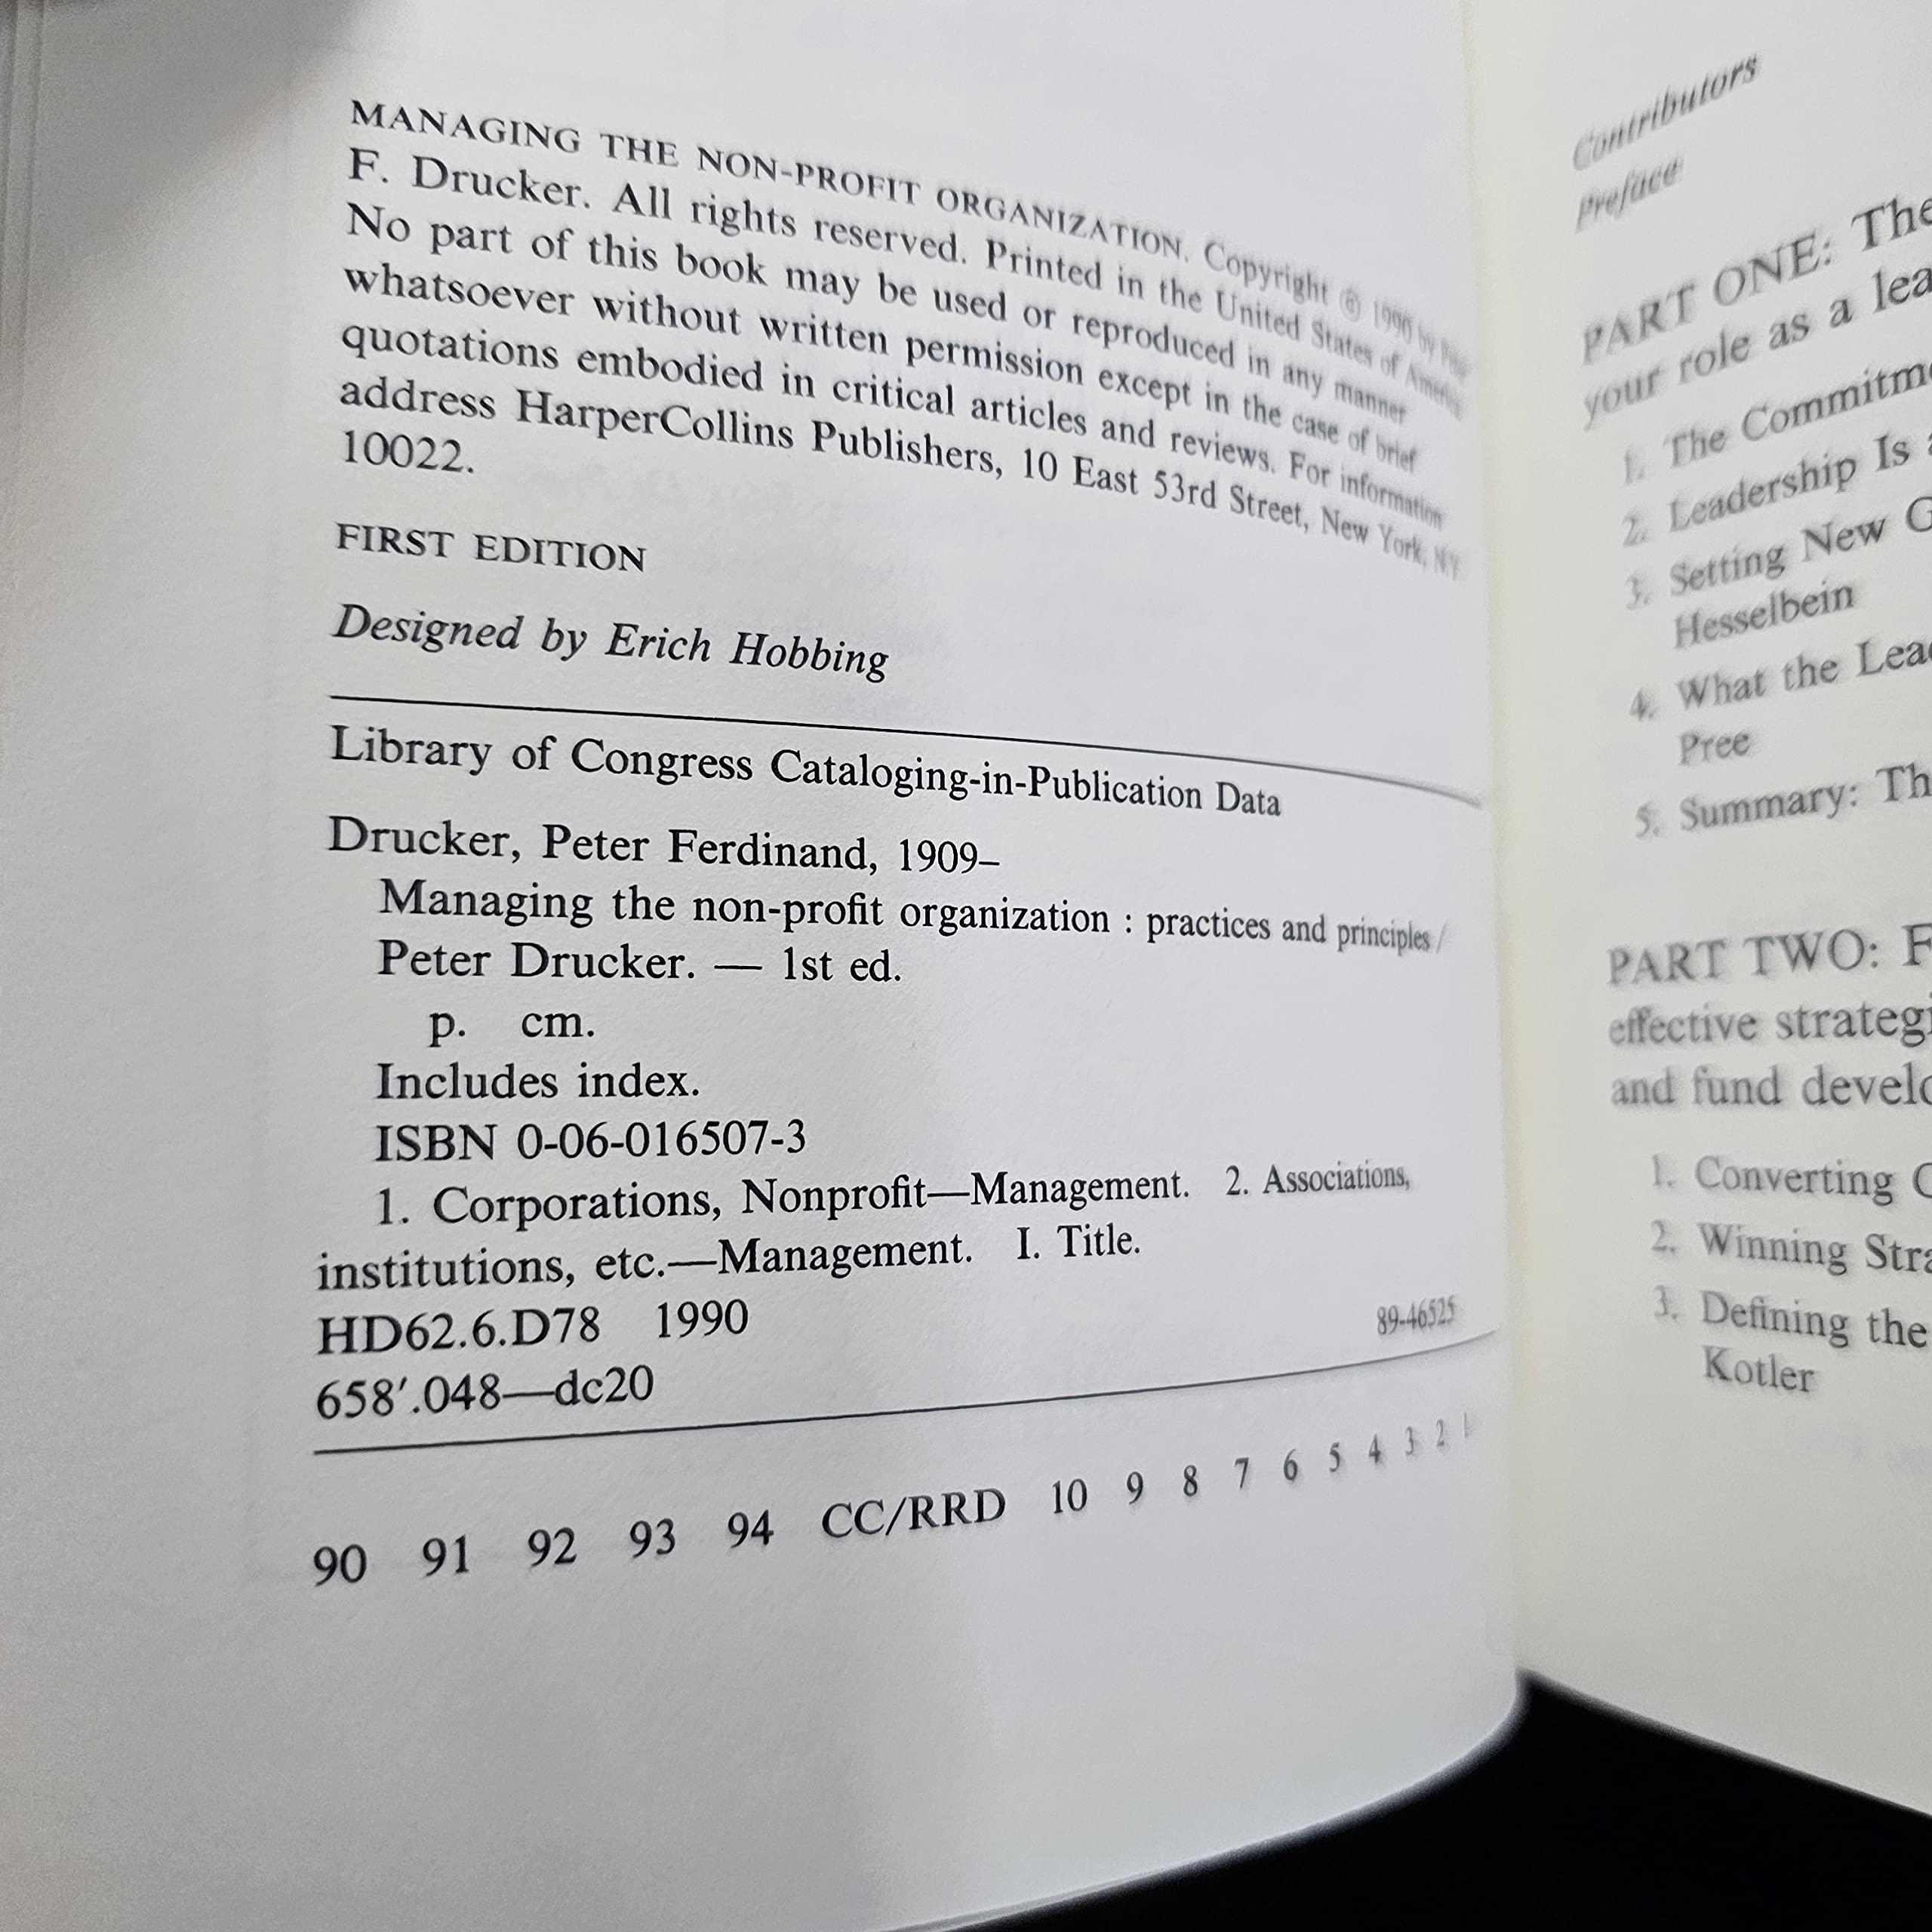 MANAGING THE NON-PROFIT ORGANIZATION. Copyright © 1990 by Peter
F. Drucker. All rights reserved. Printed in the United States of America.
No part of this book may be used or reproduced in any manner
whatsoever without written permission except in the case of brief
quotations embodied in critical articles and reviews. For information
address HarperCollins Publishers, 10 East 53rd Street, New York, NY
10022.
FIRST EDITION
Designed by Erich Hobbing
Library of Congress Cataloging-in-Publication Data
Drucker, Peter Ferdinand, 1909–
Managing the non-profit organization : practices and principles /
Peter Drucker. — 1st ed.
p. cm.
Includes index.
ISBN 0-06-016507-3
1. Corporations, Nonprofit—Management. 2. Associations,
institutions, etc.—Management. I. Title.
HD62.6.D78 1990
89-46525
658′.048—dc20
90 91 92 93 94 CC/RRD 10 9 8 7 6 5 4 3 2 1
Contributors
Preface
PART ONE: The
your role as a lea
1. The Commitm
2. Leadership Is
3. Setting New G
Hesselbein
4. What the Lea
Pree
5. Summary: Th
PART TWO: F
effective strategi
and fund develo
1. Converting
2. Winning Stra
3. Defining the
Kotler